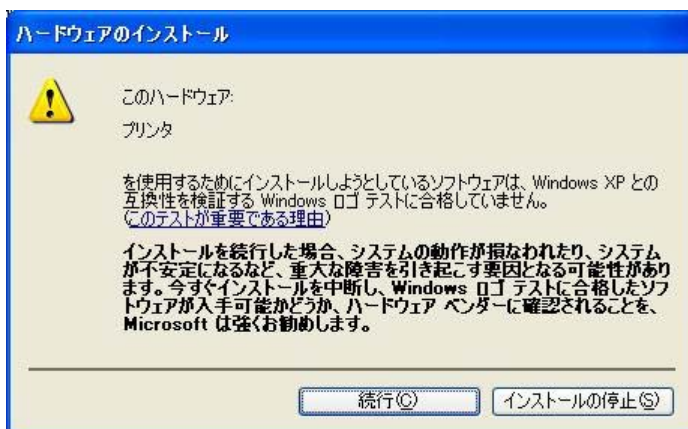 ハードウェアのインストール
このハードウェア:
プリンタ
を使用するためにインストールしようとしているソフトウェアは、Windows XP との
互換性を検証する Windows ロゴ テストに合格していません。
(このテストが重要である理由)
インストールを続行した場合、システムの動作が損なわれたり、システム
が不安定になるなど、重大な障害を引き起こす要因となる可能性があり
ます。今すぐインストールを中断し、Windows ロゴ テストに合格したソフ
トウェアが入手可能かどうか、ハードウェア ベンダーに確認されることを、
Microsoft は強くお勧めします。
続行(C)
インストールの停止(S)